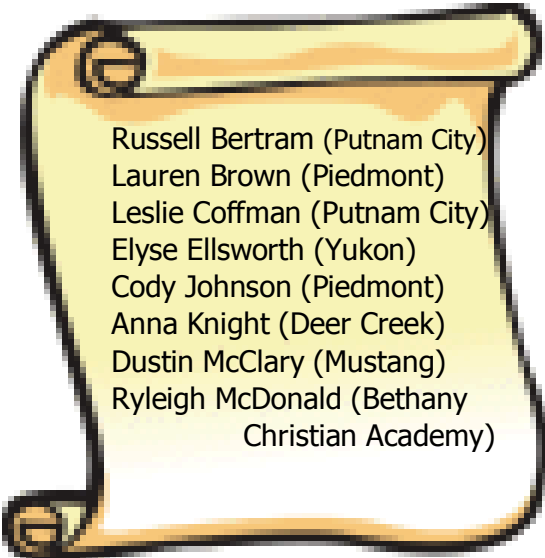 Russell Bertram (Putnam City)
Lauren Brown (Piedmont)
Leslie Coffman (Putnam City)
Elyse Ellsworth (Yukon)
Cody Johnson (Piedmont)
Anna Knight (Deer Creek)
Dustin McClary (Mustang)
Ryleigh McDonald (Bethany
Christian Academy)